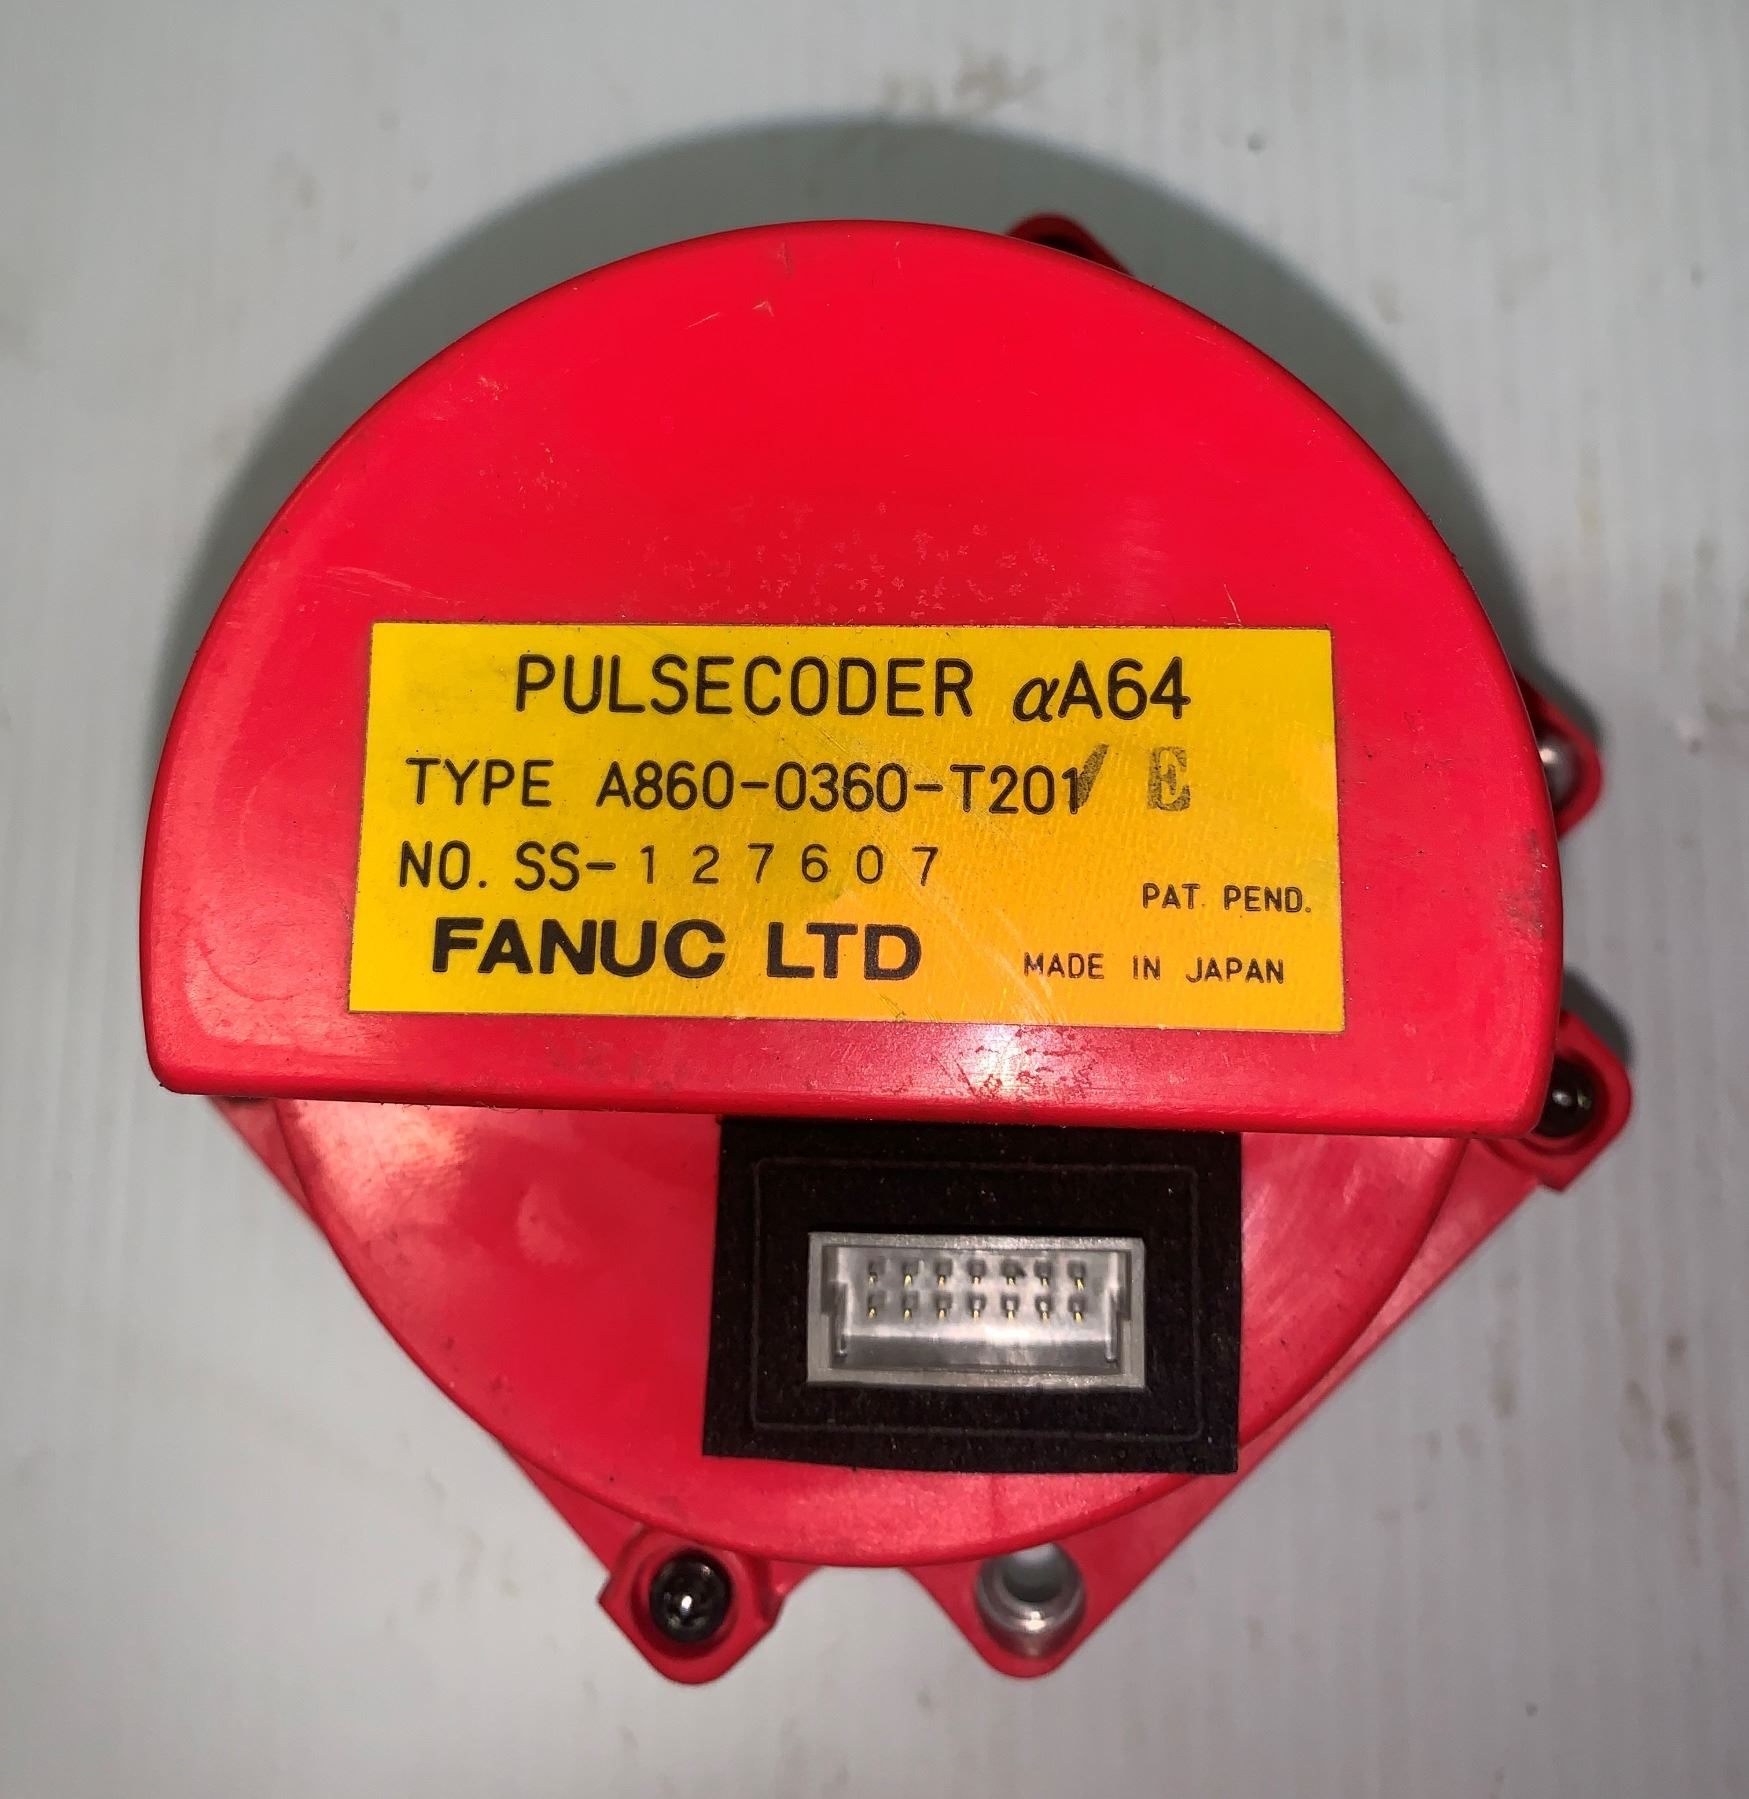 PULSECODER αA64
TYPE A860-0360-T201/ E
NO. SS-127607
PAT. PEND.
FANUC LTD
MADE IN JAPAN